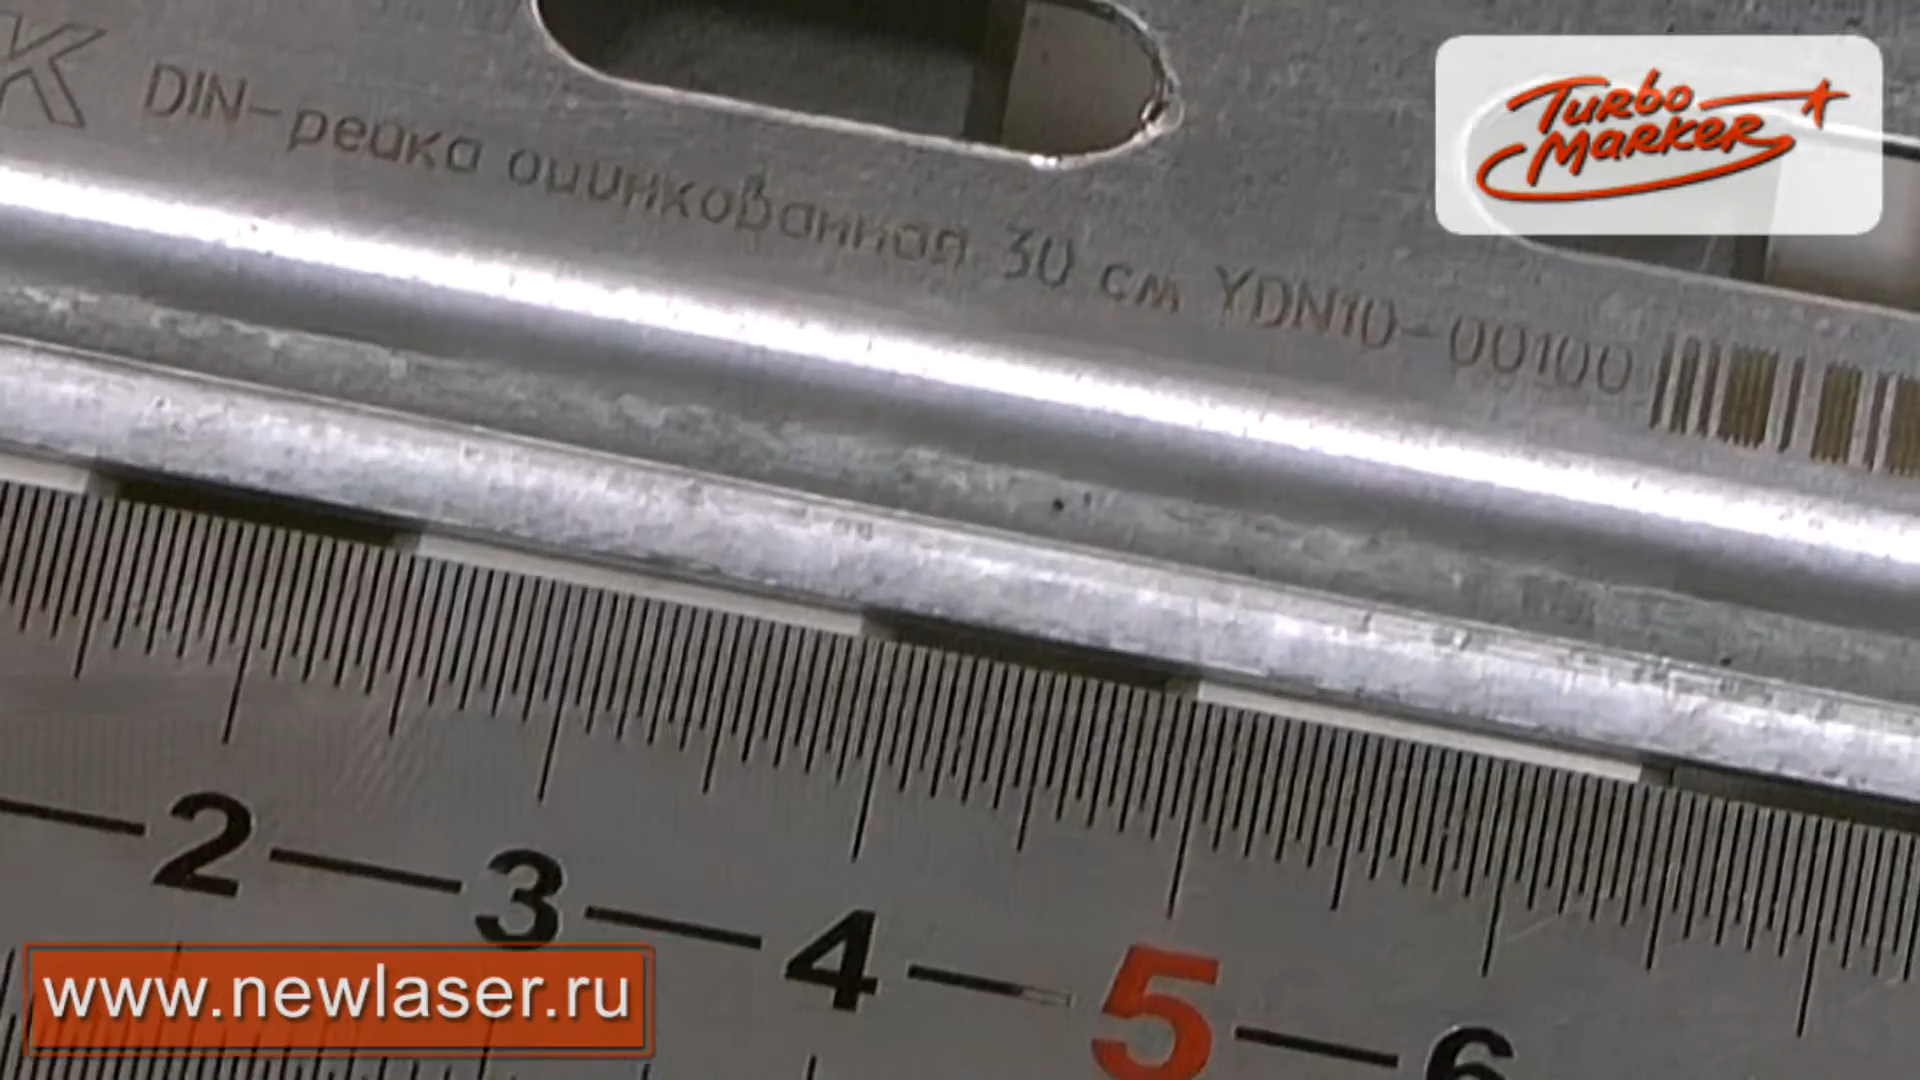 K DIN-рейка оцинкованная 30 см YDN10-00100
Turbo
Marker
2 3 4 5 6
www.newlaser.ru